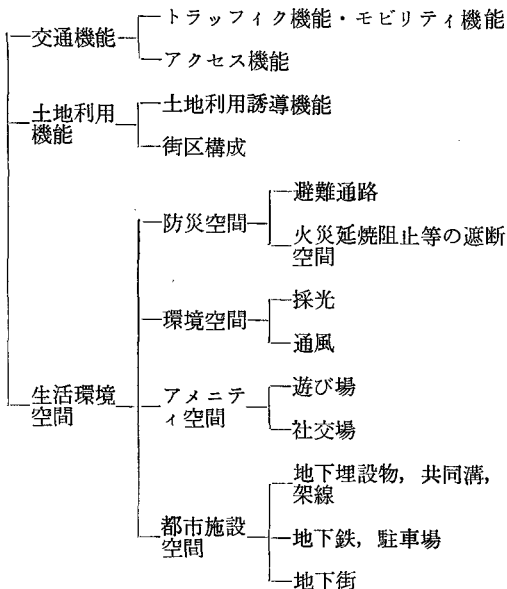 交通機能
トラッフィク機能・モビリティ機能
アクセス機能
土地利用
機能
土地利用誘導機能
街区構成
生活環境
空間
防災空間
避難通路
火災延焼阻止等の遮断
空間
環境空間
採光
通風
アメニテ
ィ空間
遊び場
社交場
都市施設
空間
地下埋設物，共同溝，
架線
地下鉄，駐車場
地下街